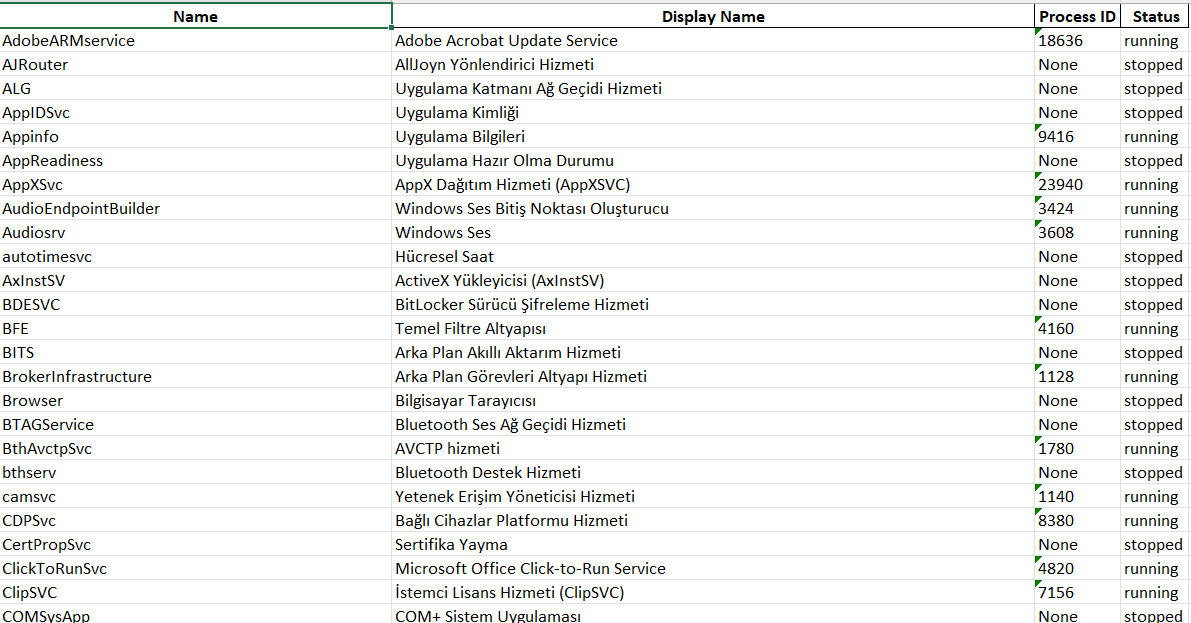 Name Display Name Process ID Status
AdobeARMservice Adobe Acrobat Update Service 18636 running
AJRouter AllJoyn Yönlendirici Hizmeti None stopped
ALG Uygulama Katmanı Ağ Geçidi Hizmeti None stopped
AppIDSvc Uygulama Kimliği None stopped
Appinfo Uygulama Bilgileri 9416 running
AppReadiness Uygulama Hazır Olma Durumu None stopped
AppXSvc AppX Dağıtım Hizmeti (AppXSVC) 23940 running
AudioEndpointBuilder Windows Ses Bitiş Noktası Oluşturucu 3424 running
Audiosrv Windows Ses 3608 running
autotimesvc Hücresel Saat None stopped
AxInstSV ActiveX Yükleyicisi (AxInstSV) None stopped
BDESVC BitLocker Sürücü Şifreleme Hizmeti None stopped
BFE Temel Filtre Altyapısı 4160 running
BITS Arka Plan Akıllı Aktarım Hizmeti None stopped
BrokerInfrastructure Arka Plan Görevleri Altyapı Hizmeti 1128 running
Browser Bilgisayar Tarayıcısı None stopped
BTAGService Bluetooth Ses Ağ Geçidi Hizmeti None stopped
BthAvctpSvc AVCTP hizmeti 1780 running
bthserv Bluetooth Destek Hizmeti None stopped
camsvc Yetenek Erişim Yöneticisi Hizmeti 1140 running
CDPSvc Bağlı Cihazlar Platformu Hizmeti 8380 running
CertPropSvc Sertifika Yayma None stopped
ClickToRunSvc Microsoft Office Click-to-Run Service 4820 running
ClipSVC İstemci Lisans Hizmeti (ClipSVC) 7156 running
COMSysApp COM+ Sistem Uygulaması None stopped